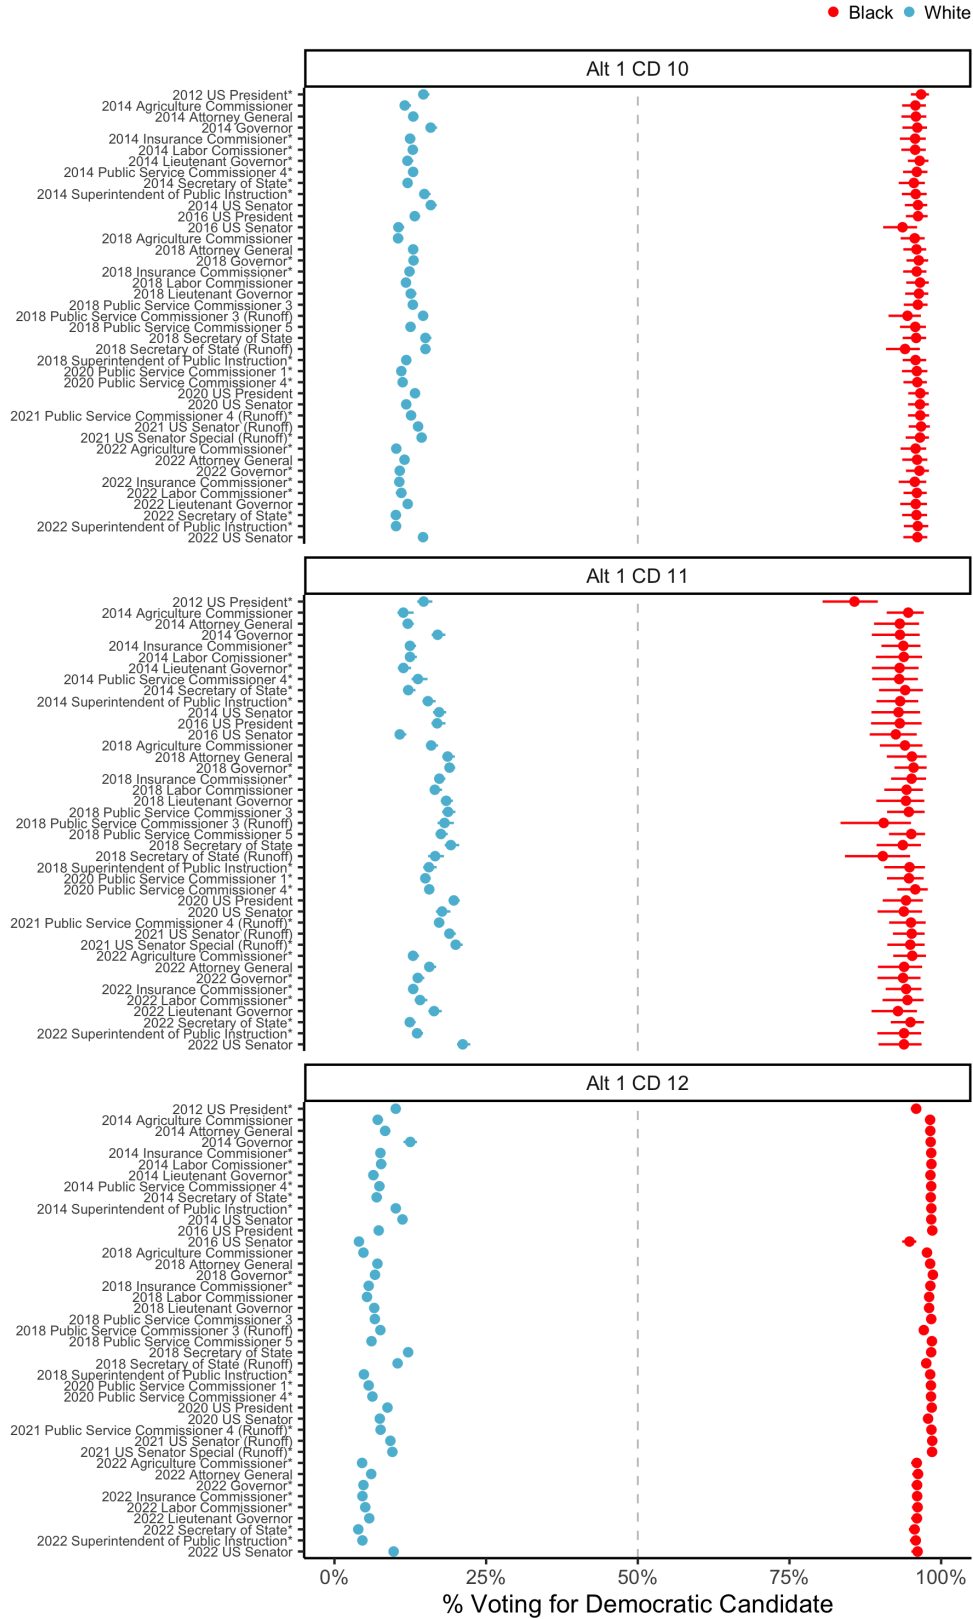 Black White
Alt 1 CD 10
2012 US President*
2014 Agriculture Commissioner
2014 Attorney General
2014 Governor
2014 Insurance Commisioner*
2014 Labor Comissioner*
2014 Lieutenant Governor*
2014 Public Service Commissioner 4*
2014 Secretary of State*
2014 Superintendent of Public Instruction*
2014 US Senator
2016 US President
2016 US Senator
2018 Agriculture Commissioner
2018 Attorney General
2018 Governor*
2018 Insurance Commissioner*
2018 Labor Commissioner
2018 Lieutenant Governor
2018 Public Service Commissioner 3
2018 Public Service Commissioner 3 (Runoff)
2018 Public Service Commissioner 5
2018 Secretary of State
2018 Secretary of State (Runoff)
2018 Superintendent of Public Instruction*
2020 Public Service Commissioner 1*
2020 Public Service Commissioner 4*
2020 US President
2020 US Senator
2021 Public Service Commissioner 4 (Runoff)*
2021 US Senator (Runoff)
2021 US Senator Special (Runoff)*
2022 Agriculture Commissioner*
2022 Attorney General
2022 Governor*
2022 Insurance Commissioner*
2022 Labor Commissioner*
2022 Lieutenant Governor
2022 Secretary of State*
2022 Superintendent of Public Instruction*
2022 US Senator
Alt 1 CD 11
2012 US President*
2014 Agriculture Commissioner
2014 Attorney General
2014 Governor
2014 Insurance Commisioner*
2014 Labor Comissioner*
2014 Lieutenant Governor*
2014 Public Service Commissioner 4*
2014 Secretary of State*
2014 Superintendent of Public Instruction*
2014 US Senator
2016 US President
2016 US Senator
2018 Agriculture Commissioner
2018 Attorney General
2018 Governor*
2018 Insurance Commissioner*
2018 Labor Commissioner
2018 Lieutenant Governor
2018 Public Service Commissioner 3
2018 Public Service Commissioner 3 (Runoff)
2018 Public Service Commissioner 5
2018 Secretary of State
2018 Secretary of State (Runoff)
2018 Superintendent of Public Instruction*
2020 Public Service Commissioner 1*
2020 Public Service Commissioner 4*
2020 US President
2020 US Senator
2021 Public Service Commissioner 4 (Runoff)*
2021 US Senator (Runoff)
2021 US Senator Special (Runoff)*
2022 Agriculture Commissioner*
2022 Attorney General
2022 Governor*
2022 Insurance Commissioner*
2022 Labor Commissioner*
2022 Lieutenant Governor
2022 Secretary of State*
2022 Superintendent of Public Instruction*
2022 US Senator
Alt 1 CD 12
2012 US President*
2014 Agriculture Commissioner
2014 Attorney General
2014 Governor
2014 Insurance Commisioner*
2014 Labor Comissioner*
2014 Lieutenant Governor*
2014 Public Service Commissioner 4*
2014 Secretary of State*
2014 Superintendent of Public Instruction*
2014 US Senator
2016 US President
2016 US Senator
2018 Agriculture Commissioner
2018 Attorney General
2018 Governor*
2018 Insurance Commissioner*
2018 Labor Commissioner
2018 Lieutenant Governor
2018 Public Service Commissioner 3
2018 Public Service Commissioner 3 (Runoff)
2018 Public Service Commissioner 5
2018 Secretary of State
2018 Secretary of State (Runoff)
2018 Superintendent of Public Instruction*
2020 Public Service Commissioner 1*
2020 Public Service Commissioner 4*
2020 US President
2020 US Senator
2021 Public Service Commissioner 4 (Runoff)*
2021 US Senator (Runoff)
2021 US Senator Special (Runoff)*
2022 Agriculture Commissioner*
2022 Attorney General
2022 Governor*
2022 Insurance Commissioner*
2022 Labor Commissioner*
2022 Lieutenant Governor
2022 Secretary of State*
2022 Superintendent of Public Instruction*
2022 US Senator
0% 25% 50% 75% 100%
% Voting for Democratic Candidate